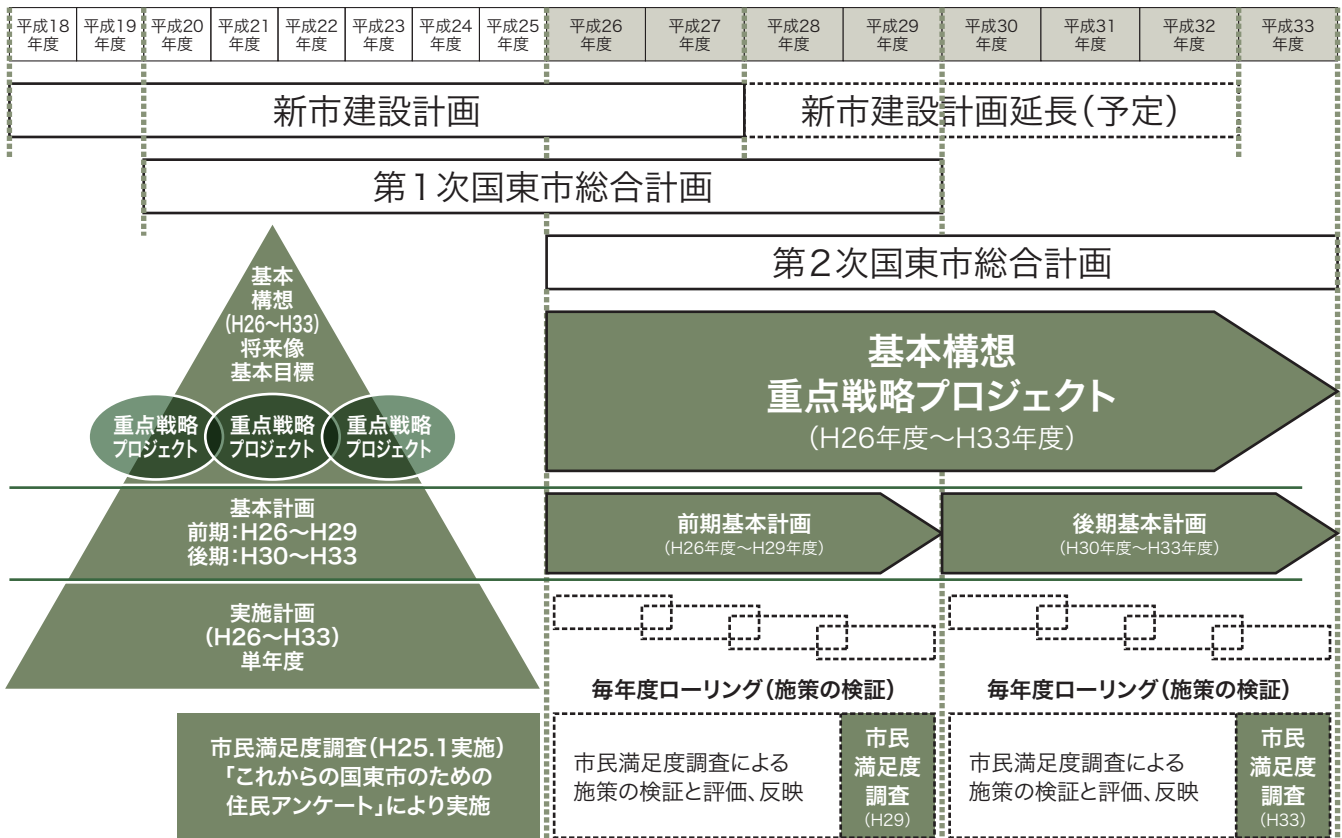 平成18
年度
平成19
年度
平成20
年度
平成21
年度
平成22
年度
平成23
年度
平成24
年度
平成25
年度
平成26
年度
平成27
年度
平成28
年度
平成29
年度
平成30
年度
平成31
年度
平成32
年度
平成33
年度
新市建設計画
新市建設計画延長(予定)
第1次国東市総合計画
第2次国東市総合計画
基本
構想
(H26～H33)
将来像
基本目標
重点戦略
プロジェクト
重点戦略
プロジェクト
重点戦略
プロジェクト
基本構想
重点戦略プロジェクト
(H26年度～H33年度)
基本計画
前期:H26～H29
後期:H30～H33
前期基本計画
(H26年度～H29年度)
後期基本計画
(H30年度～H33年度)
実施計画
(H26～H33)
単年度
毎年度ローリング(施策の検証)
毎年度ローリング(施策の検証)
市民満足度調査(H25.1実施)
「これからの国東市のための
住民アンケート」により実施
市民満足度調査による
施策の検証と評価、反映
市民
満足度
調査
(H29)
市民満足度調査による
施策の検証と評価、反映
市民
満足度
調査
(H33)